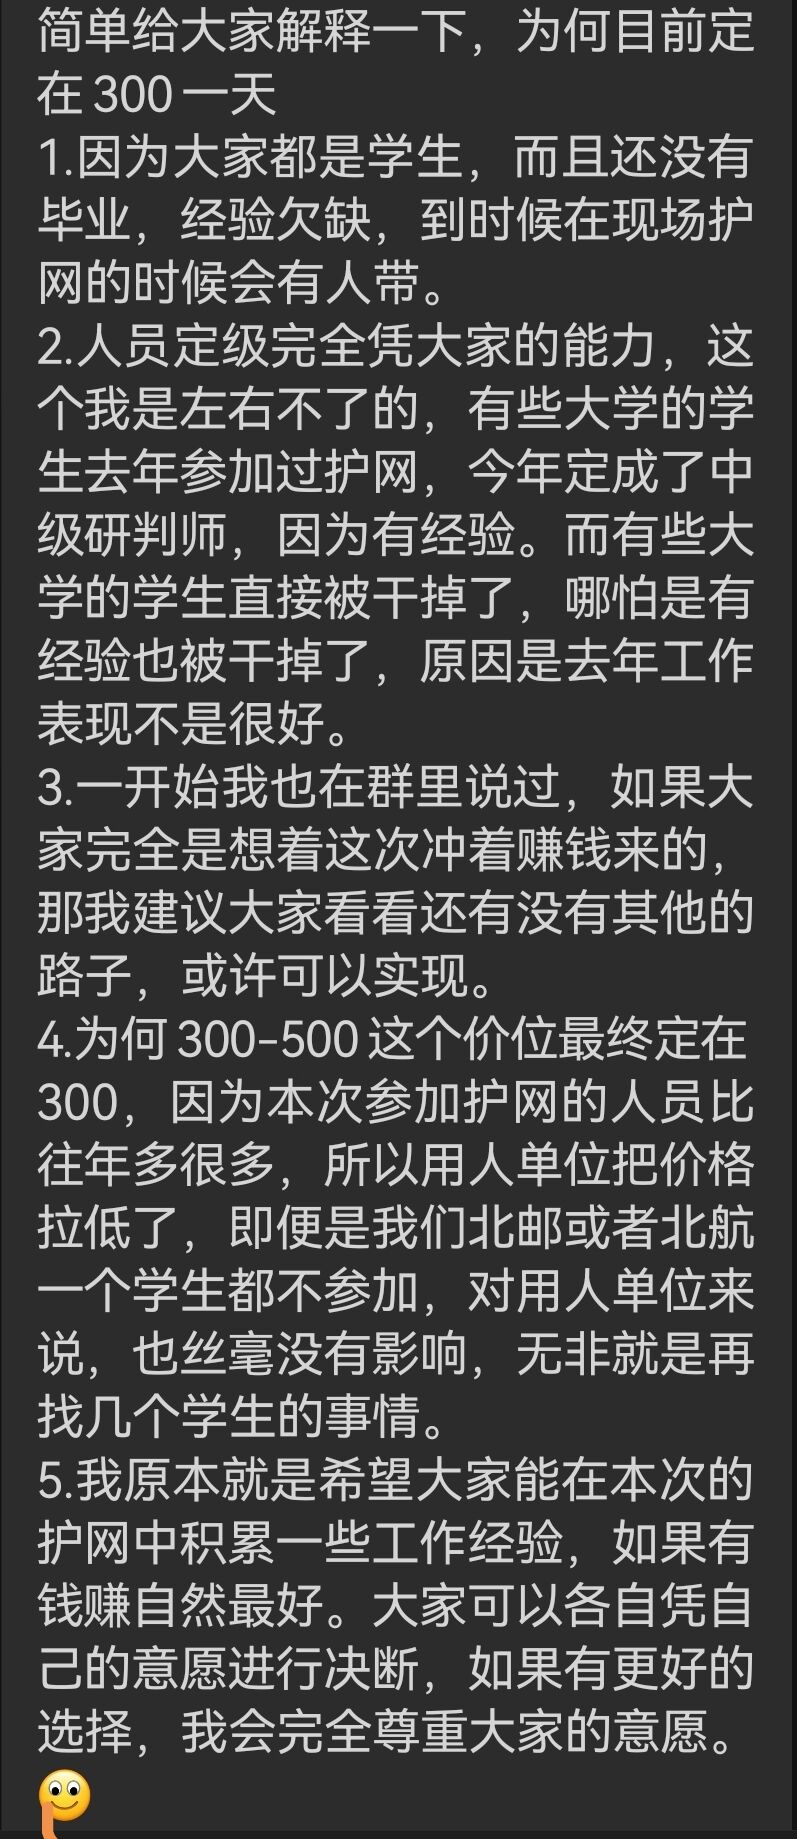 简单给大家解释一下，为何目前定
在300一天
1.因为大家都是学生，而且还没有
毕业，经验欠缺，到时候在现场护
网的时候会有人带。
2.人员定级完全凭大家的能力，这
个我是左右不了的，有些大学的学
生去年参加过护网，今年定成了中
级研判师，因为有经验。而有些大
学的学生直接被干掉了，哪怕是有
经验也被干掉了，原因是去年工作
表现不是很好。
3.一开始我也在群里说过，如果大
家完全是想着这次冲着赚钱来的，
那我建议大家看看还有没有其他的
路子，或许可以实现。
4.为何300-500这个价位最终定在
300，因为本次参加护网的人员比
往年多很多，所以用人单位把价格
拉低了，即便是我们北邮或者北航
一个学生都不参加，对用人单位来
说，也丝毫没有影响，无非就是再
找几个学生的事情。
5.我原本就是希望大家能在本次的
护网中积累一些工作经验，如果有
钱赚自然最好。大家可以各自凭自
己的意愿进行决断，如果有更好的
选择，我会完全尊重大家的意愿。